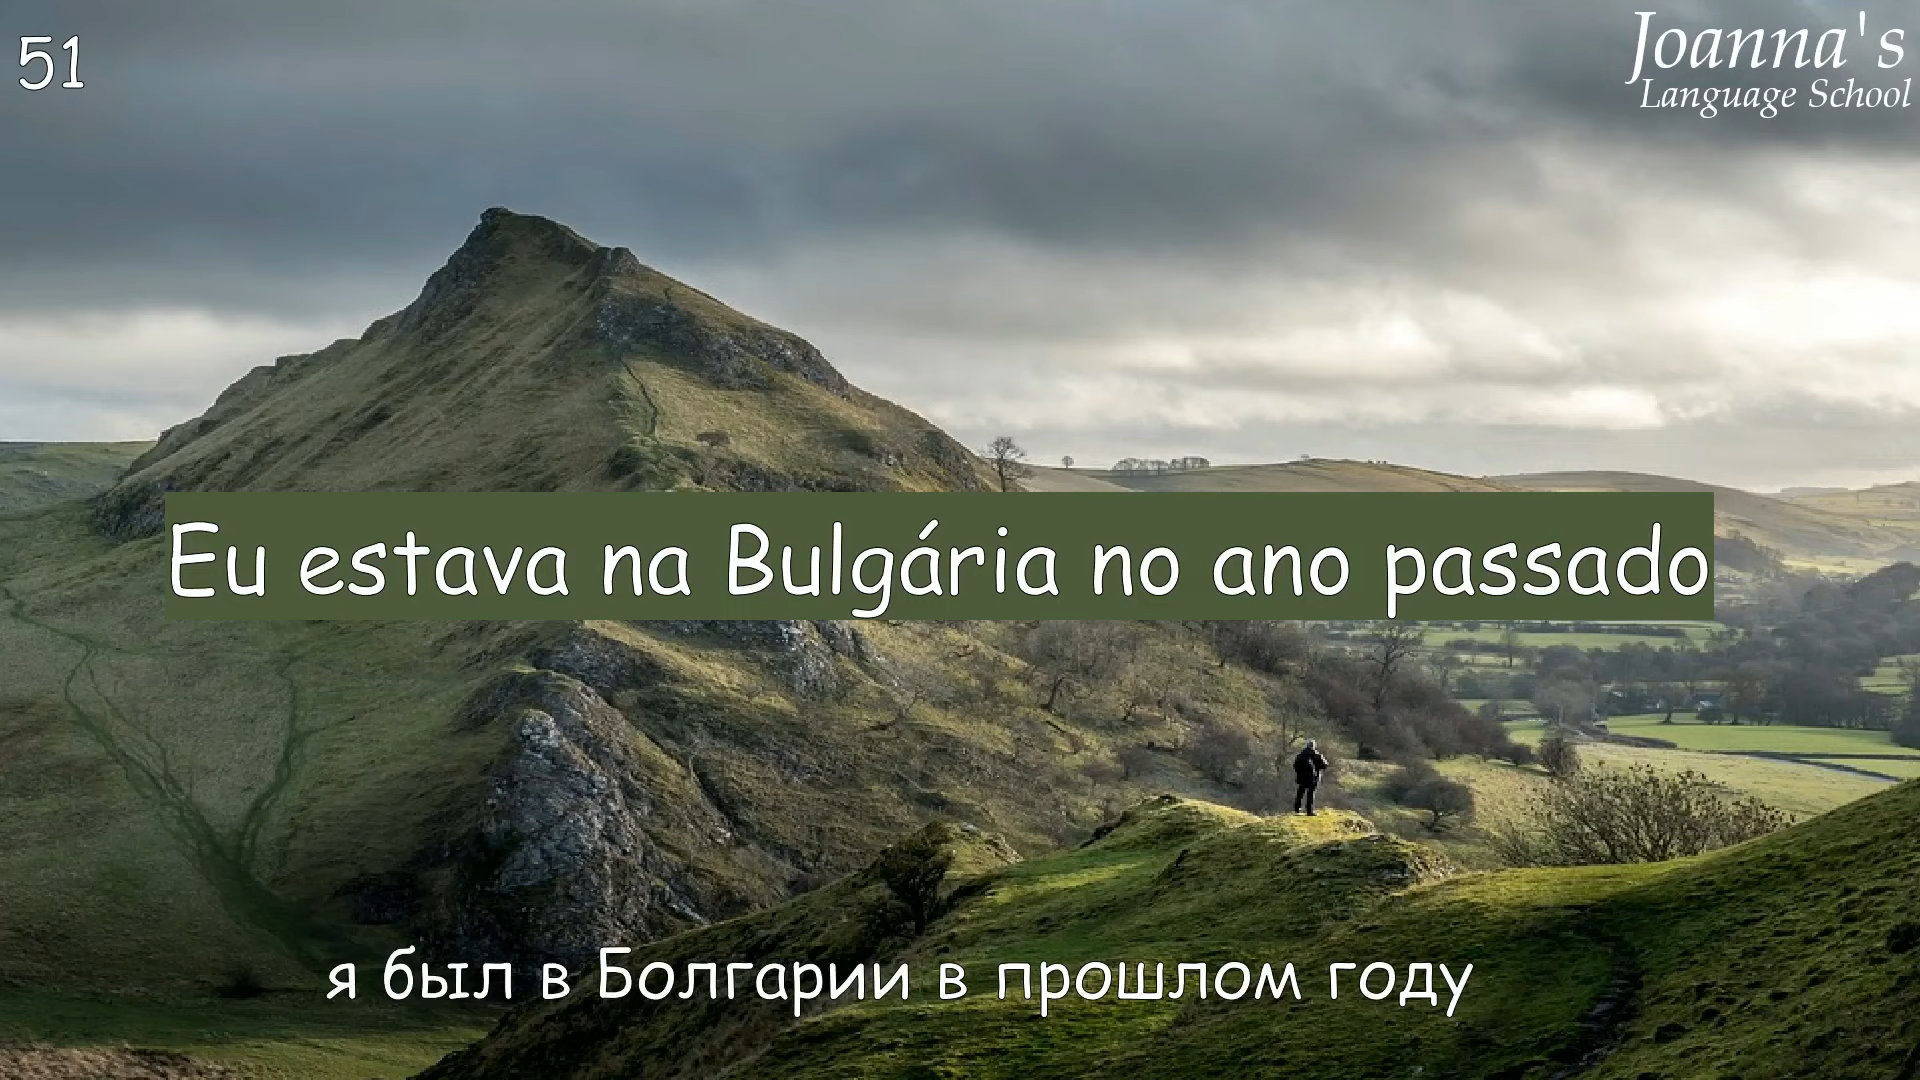 51
Joanna's
Language School
Eu estava na Bulgária no ano passado
я был в Болгарии в прошлом году